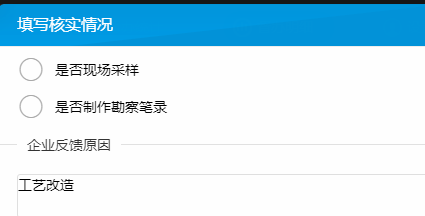 填写核实情况
是否现场采样
是否制作勘察笔录
企业反馈原因
工艺改造